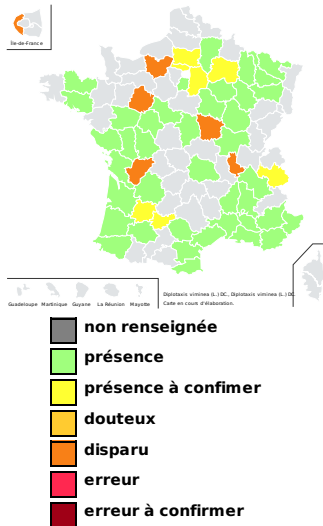 Île-de-France
Guadeloupe Martinique Guyane La Réunion Mayotte
Diplotaxis viminea (L.) DC., Diplotaxis viminea (L.) DC.
Carte en cours d'élaboration.
non renseignée
présence
présence à confimer
douteux
disparu
erreur
erreur à confirmer